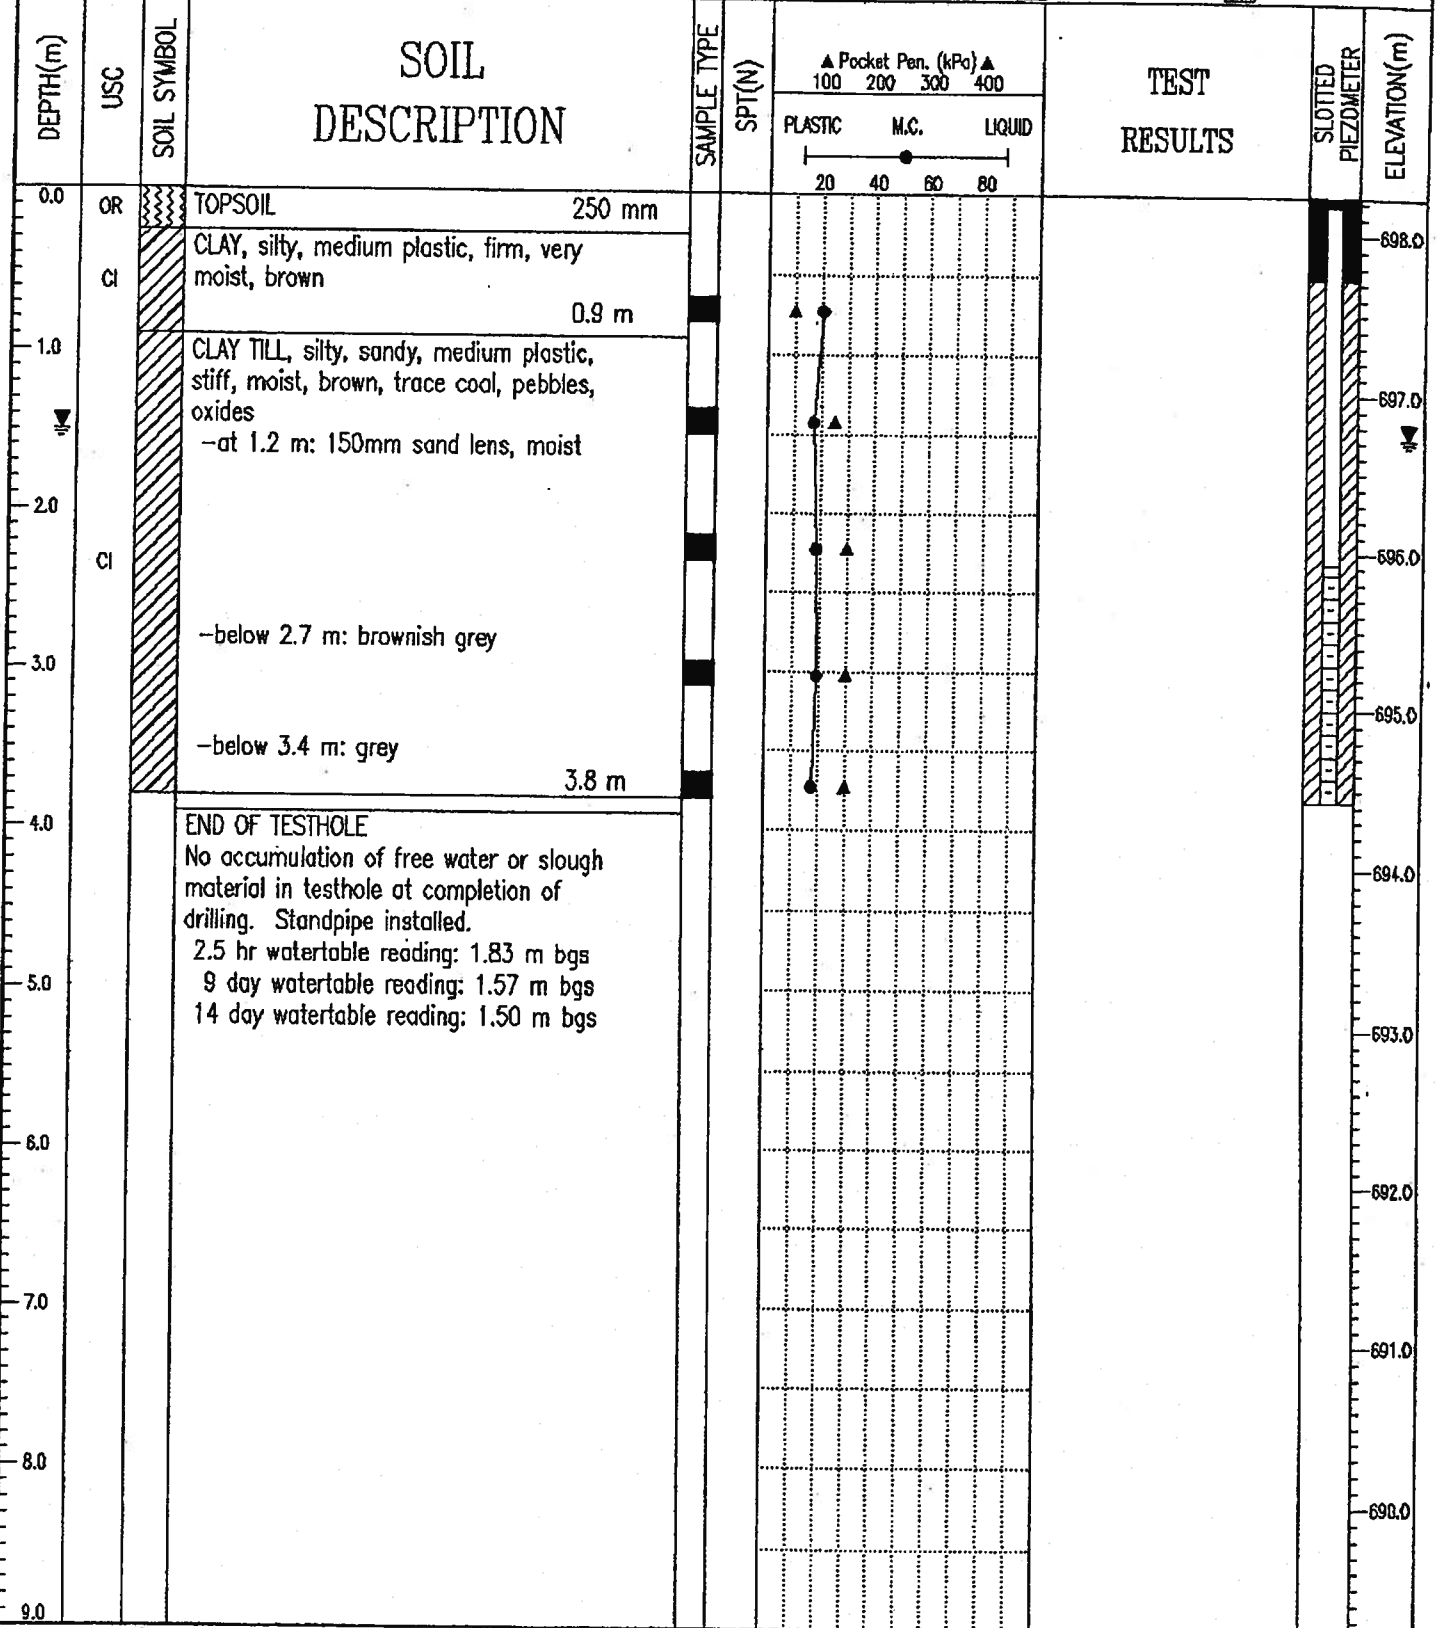 DEPTH(m)
USC
SOIL SYMBOL
SOIL
DESCRIPTION
SAMPLE TYPE
SPT(N)
▲ Pocket Pen. (kPa) ▲
100 200 300 400
PLASTIC M.C. LIQUID
20 40 60 80
TEST
RESULTS
SLOTTED
PIEZOMETER
ELEVATION(m)
0.0
OR
TOPSOIL 250 mm
CLAY, silty, medium plastic, firm, very
moist, brown
CI
0.9 m
698.0
1.0
CLAY TILL, silty, sandy, medium plastic,
stiff, moist, brown, trace coal, pebbles,
oxides
-at 1.2 m: 150mm sand lens, moist
697.0
2.0
CI
696.0
-below 2.7 m: brownish grey
3.0
695.0
-below 3.4 m: grey
3.8 m
4.0
END OF TESTHOLE
No accumulation of free water or slough
material in testhole at completion of
drilling. Standpipe installed.
2.5 hr watertable reading: 1.83 m bgs
9 day watertable reading: 1.57 m bgs
14 day watertable reading: 1.50 m bgs
694.0
5.0
693.0
6.0
692.0
7.0
691.0
8.0
690.0
9.0